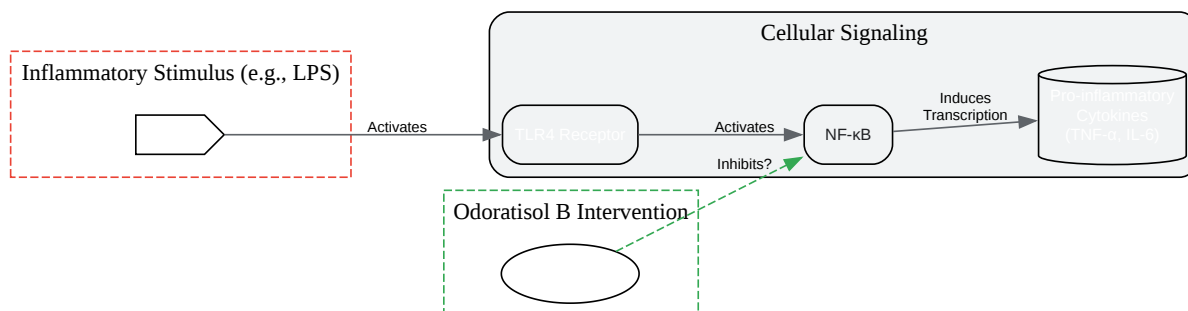 Cellular Signaling
Inflammatory Stimulus (e.g., LPS)
Activates
TLR4 Receptor
Activates
NF-κB
Induces
Transcription
Pro-inflammatory
Cytokines
(TNF-α, IL-6)
Inhibits?
Odoratisol B Intervention